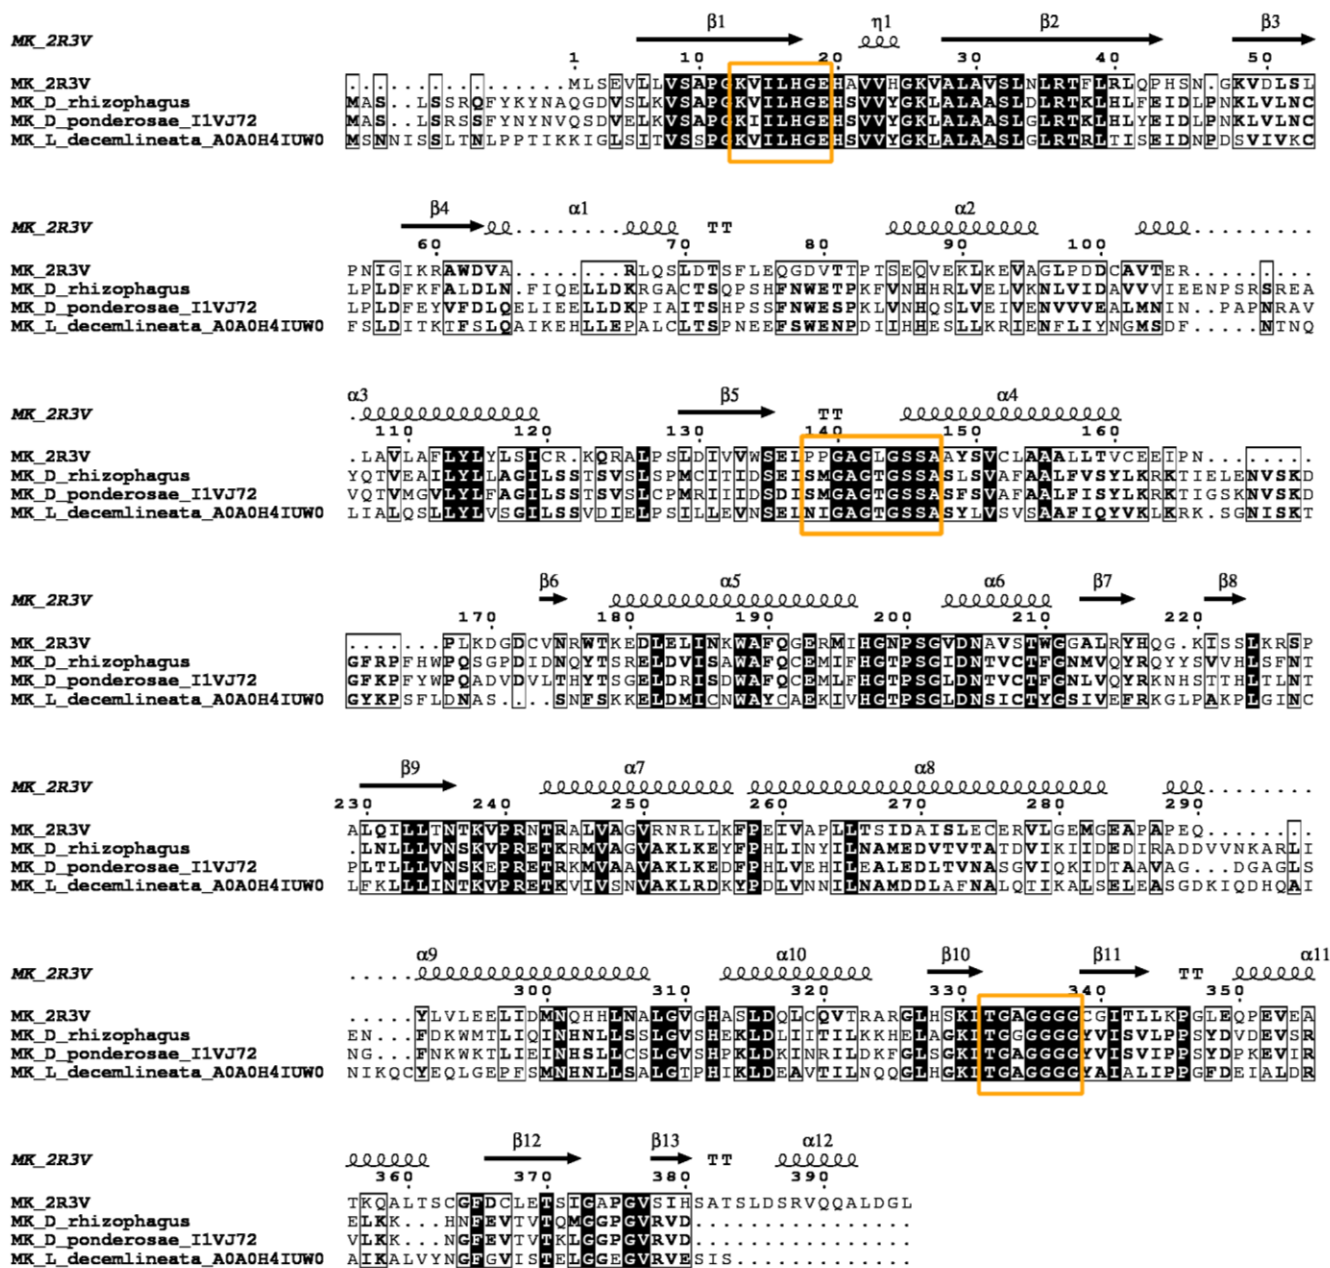 β1 η1 β2 β3
MK_2R3V
1 10 20 30 40 50
MK_2R3V ..................MLSEVLLVSAPGKVILHGEHAVVHGKVALAVSLNLRTFLRLQPHSN.GKVDLSL
MK_D_rhizophagus MAS..LSSRQFYKYNAQGDVSLKVSAPGKVILHGEHSVVYGKLALAASLDLRTKLHLFEIDLPNKLVLNC
MK_D_ponderosae_I1VJ72 MAS..LSRSSFYNYNVQSDVELKVSAPGKIILHGEHSVVYGKLALAASLGLRTKLHLYEIDLPNKLVLNC
MK_L_decemlineata_A0A0H4IUW0 MSNNISSLTNLPPTIKKIGLSITVSSPGKVILHGEHSVVYGKLALAASLGLRTRLTISEIDNPDSVIVKC
β4 α1 α2
MK_2R3V TT
60 70 80 90 100
MK_2R3V PNIGIKRAWDVA........RLQSLDTSFLEQGDVTTPTSEQVEKLKEVAGLPDDCAVTER.........
MK_D_rhizophagus LPLDFKFALDLN.FIQELLDKRGACTSQPSHFNWETPKFVNHHRLVELVKNLVIDAVVVIEENPSRSREA
MK_D_ponderosae_I1VJ72 LPLDFEYVFDLQELIEELLDKPIAITSHPSSFNWESPKLVNHQSLVEIVENVVVEALMNIN..PAPNRAV
MK_L_decemlineata_A0A0H4IUW0 FSLDITKTFSLQAIKEHLLEPALCLTSPNEEFSWENPDIIHHESLLKRIENFLIYNGMSDF.....NTNQ
α3 β5 α4
MK_2R3V TT
110 120 130 140 150 160
MK_2R3V .LAVLAFLYLYLSICR.KQRALPSLDIVVWSELPPGAGLGSSAAYSVCLAAALLTVCEEIPN........
MK_D_rhizophagus YQTVEAILYLLAGILSSTSVSLPSMCITIDSEISMGAGTGSSASLSVAFAALFVSYLKRKTIELENVSKD
MK_D_ponderosae_I1VJ72 VQTVMGVLYLFAGILSSTSVSLCPMRIIIDSDISMGAGTGSSASFSVAFAALFISYLKRKTIGSKNVSKD
MK_L_decemlineata_A0A0H4IUW0 LIALQSLLYLVSGILSSVDIELPSILLEVNSELNIGAGTGSSASYLVSVSAAFIQYVKLKRK.SGNISKT
β6 α5 α6 β7 β8
MK_2R3V
170 180 190 200 210 220
MK_2R3V .......PLKDGDCVNRWTKEDLELINKWAFQGERMIHGNPSGVDNAVSTWGGALRYHQG.KISSLKRSP
MK_D_rhizophagus GFRPFHWPQSGPDIDNQYTSRELDVISAWAFQCEMIFHGTPSGIDNTVCTFGNMVQYRQYYSVVHLSFNT
MK_D_ponderosae_I1VJ72 GFKPFYWPQADVDVLTHYTSGELDRISDWAFQCEMLFHGTPSGLDNTVCTFGNLVQYRKNHSTTHLTLNT
MK_L_decemlineata_A0A0H4IUW0 GYKPSFLDNAS....SNFSKKELDMICNWAYCAEKIVHGTPSGLDNSICTYGSIVEFRKGLPAKPLGINC
β9 α7 α8
MK_2R3V
230 240 250 260 270 280 290
MK_2R3V ALQILLTNTKVPRNTRALVAGVRNRLLKFPEIVAPLLTSIDAISLECERVLGEMGEAPAPEQ........
MK_D_rhizophagus .LNLLLVNSKVPRETKRMVAGVAKLKEYFPHLINYILNAMEDVTVTATDVIKIIDEDIRADDVVNKARLI
MK_D_ponderosae_I1VJ72 PLTLLLVNSKEPRETRKMVAAVAKLKEDFPHLVEHILEALEDLTVNASGVIQKIDTAAVAG...DGAGLS
MK_L_decemlineata_A0A0H4IUW0 LFKLLLINTKVPRETKVIVSNVAKLRDKYPDLVNNILNAMDDLAFNALQTIKALSELEASGDKIQDHQAI
α9 α10 β10 β11 α11
MK_2R3V TT
300 310 320 330 340 350
MK_2R3V .....YLVLEELIDMNQHHLNALGVGHASLDQLCQVTRARGLHSKLTGAGGGGCGITLLKPGLEQPEVEA
MK_D_rhizophagus EN...FDKWMTLIQINHNLLSSLGVSHEKLDLIITILKKHELAGKLTGGGGGGYVISVLPPSYDVDEVSR
MK_D_ponderosae_I1VJ72 NG...FNKWKTLIEINHSLLCSLGVSHPKLDKINRILDKFGLSGKLTGAGGGGYVISVIPPSYDPKEVIR
MK_L_decemlineata_A0A0H4IUW0 NIKQCYEQLGEPFSMNHNLLSALGTPHIKLDEAVTILNQQGLHGKLTGAGGGGYAIALIPPGFDEIALDR
β12 β13 α12
MK_2R3V TT
360 370 380 390
MK_2R3V TKQALTSCGFDCLETSIGAPGVSIHSATSLDSRVQQALDGL
MK_D_rhizophagus ELKK...HNFEVTVTQMGGPGVRVD................
MK_D_ponderosae_I1VJ72 VLKK...NGFEVTITKLGGPGVRVD................
MK_L_decemlineata_A0A0H4IUW0 AIKALVYNGFGVISTELGGEGVRVESIS.............